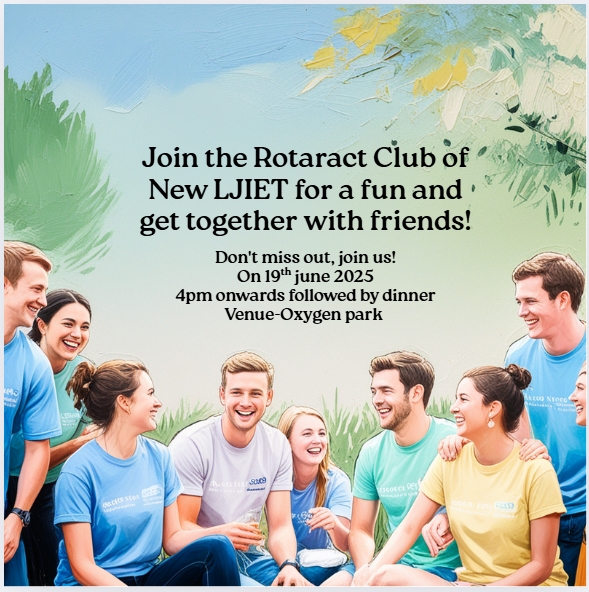 Join the Rotaract Club of
New LJIET for a fun and
get together with friends!
Don't miss out, join us!
On 19th june 2025
4pm onwards followed by dinner
Venue-Oxygen park